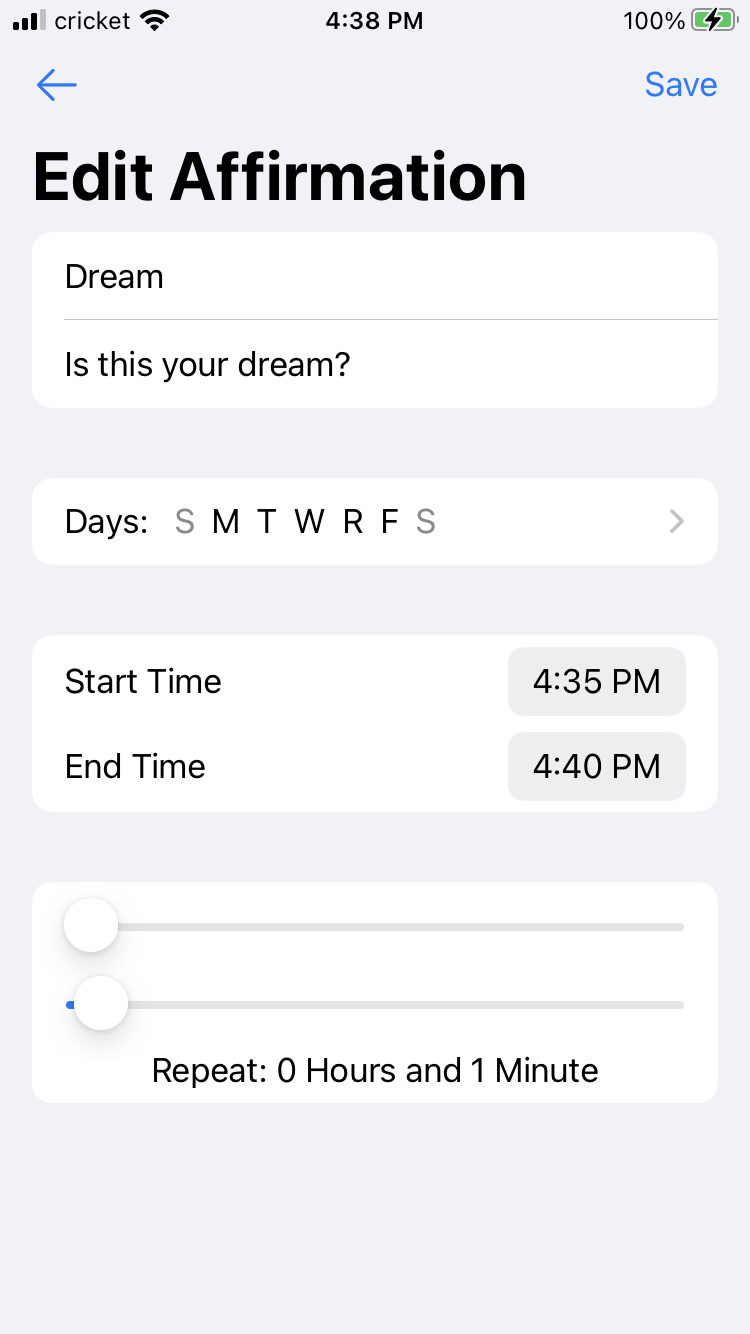 cricket 4:38 PM 100%
Save
Edit Affirmation
Dream
Is this your dream?
Days: S M T W R F S
Start Time 4:35 PM
End Time 4:40 PM
Repeat: 0 Hours and 1 Minute